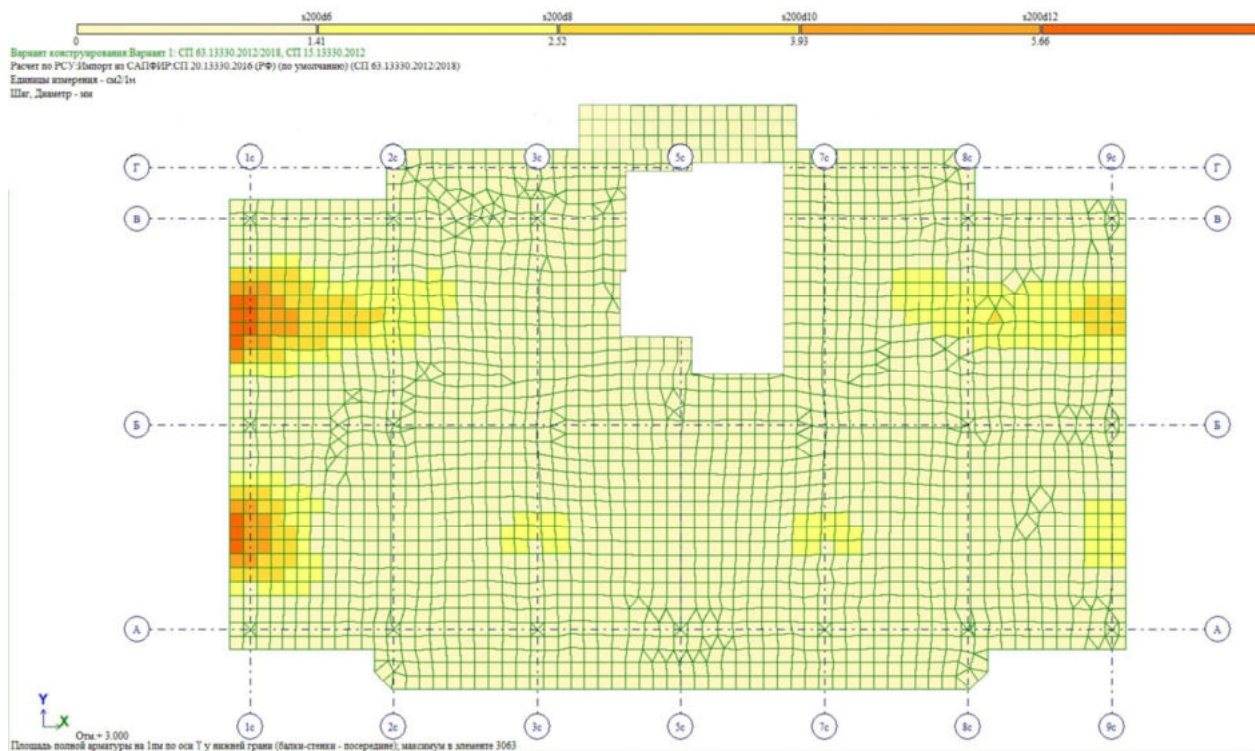 s200d6 s200d8 s200d10 s200d12
0 1.41 2.52 3.93 5.66
Вариант конструирования:Вариант 1: СП 63.13330.2012/2018, СП 15.13330.2012
Расчет по РСУ:Импорт из САПФИР:СП 20.13330.2016 (РФ) (по умолчанию) (СП 63.13330.2012/2018)
Единицы измерения - см2/1м
Шаг, Диаметр - мм
1с 2с 3с 5с 7с 8с 9с
Г Г
В В
Б Б
А А
Y
X
1с 2с 3с 5с 7с 8с 9с
Отм.+ 3.000
Площадь полной арматуры на 1пм по оси Y у нижней грани (балки-стенки - посередине); максимум в элементе 3063